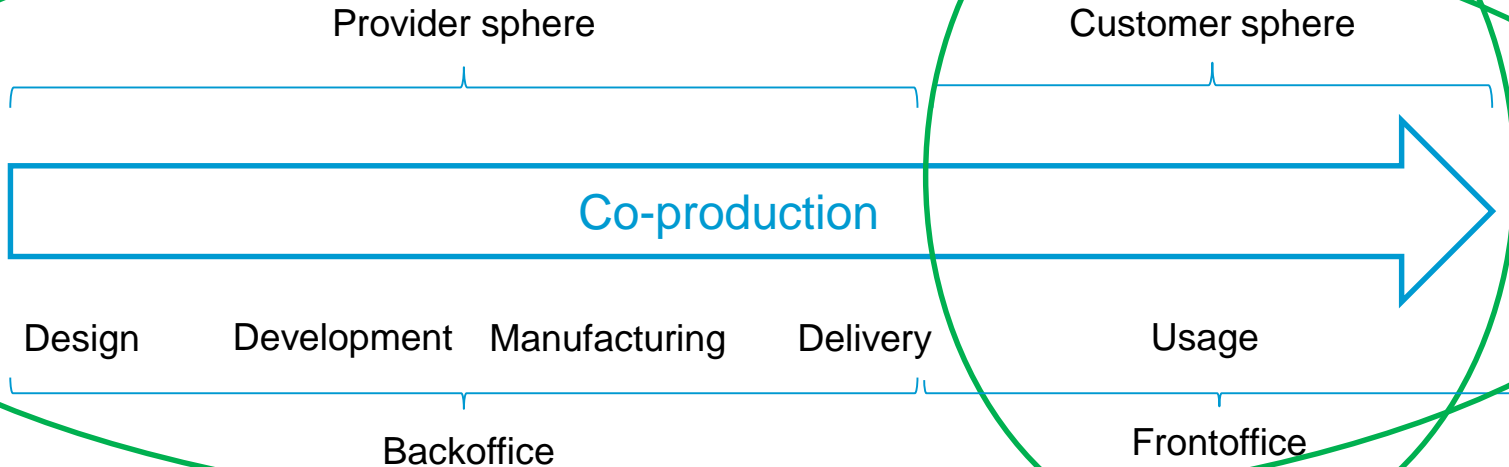 Provider sphere
Customer sphere
Co-production
Design
Development
Manufacturing
Delivery
Usage
Backoffice
Frontoffice